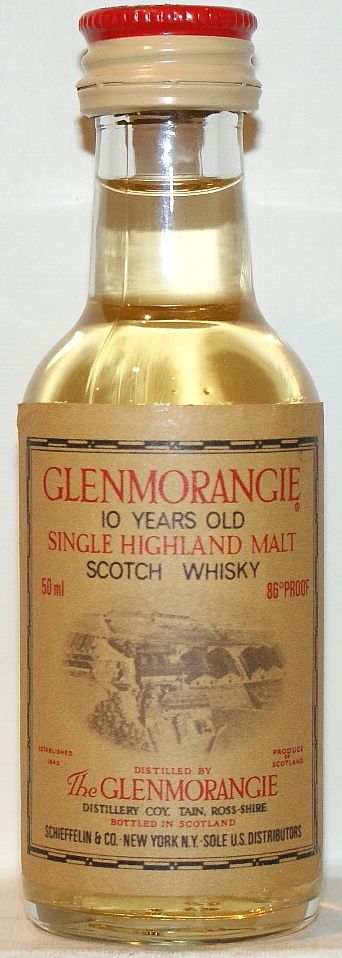 GLENMORANGIE®
10 YEARS OLD
SINGLE HIGHLAND MALT
SCOTCH WHISKY
50 ml
86° PROOF
ESTABLISHED
1843
PRODUCE
OF
SCOTLAND
DISTILLED BY
The GLENMORANGIE
DISTILLERY COY, TAIN, ROSS-SHIRE
BOTTLED IN SCOTLAND
SCHIEFFELIN & CO.·NEW YORK N.Y.·SOLE U.S. DISTRIBUTORS